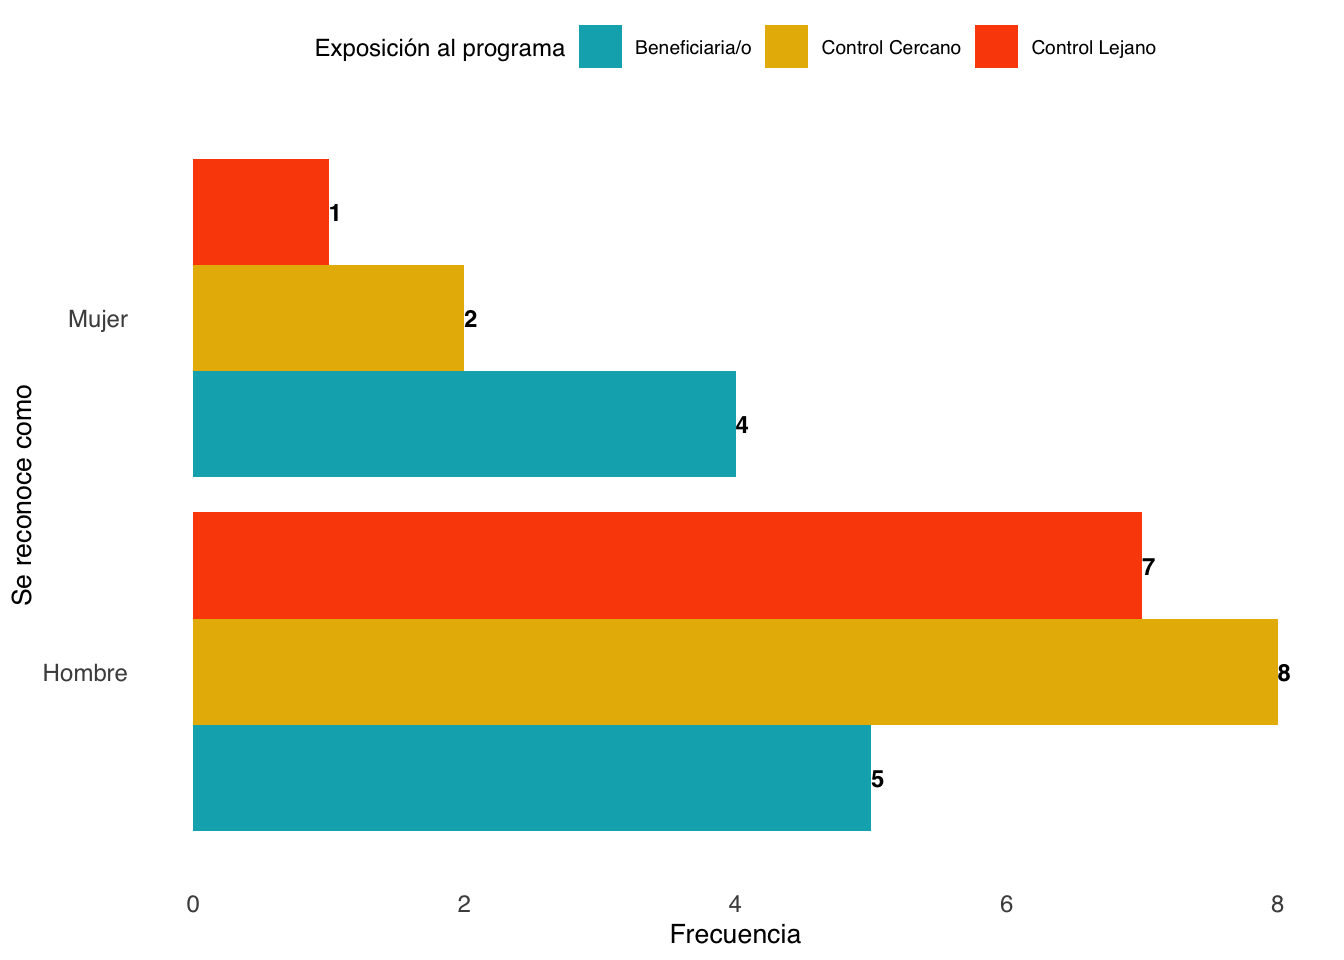 Exposición al programa Beneficiaria/o Control Cercano Control Lejano
1
Mujer
2
4
Se reconoce como
7
Hombre
8
5
0 2 4 6 8
Frecuencia